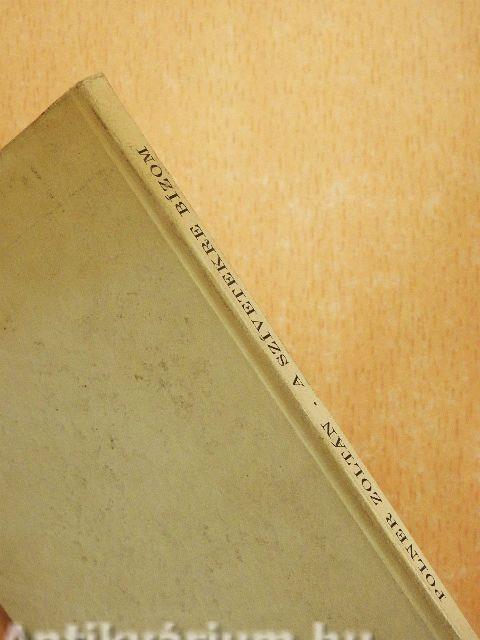 POLNER ZOLTÁN · A SZÍVETEKRE BÍZOM
Antikvárium.hu